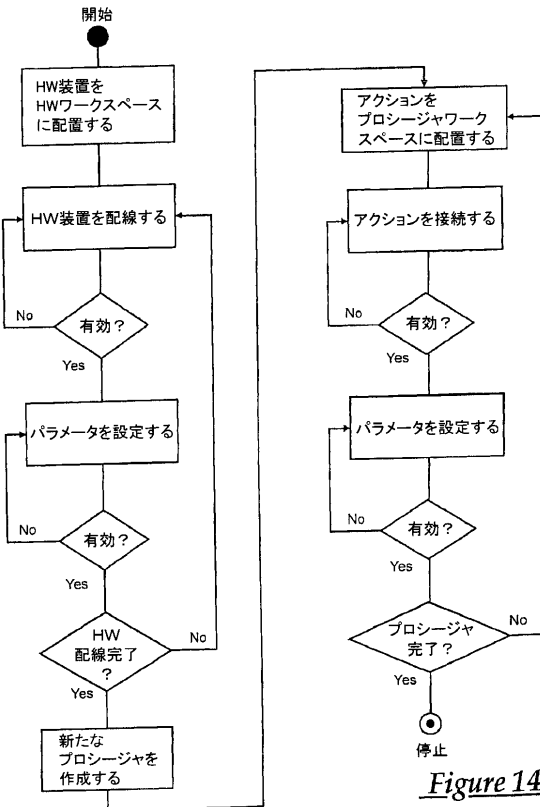 開始
HW装置を
HWワークスペース
に配置する
HW装置を配線する
No
有効？
Yes
パラメータを設定する
No
有効？
Yes
HW
配線完了
？
No
Yes
新たな
プロシージャを
作成する
アクションを
プロシージャワーク
スペースに配置する
アクションを接続する
No
有効？
Yes
パラメータを設定する
No
有効？
Yes
プロシージャ
完了？
No
Yes
停止
Figure 14